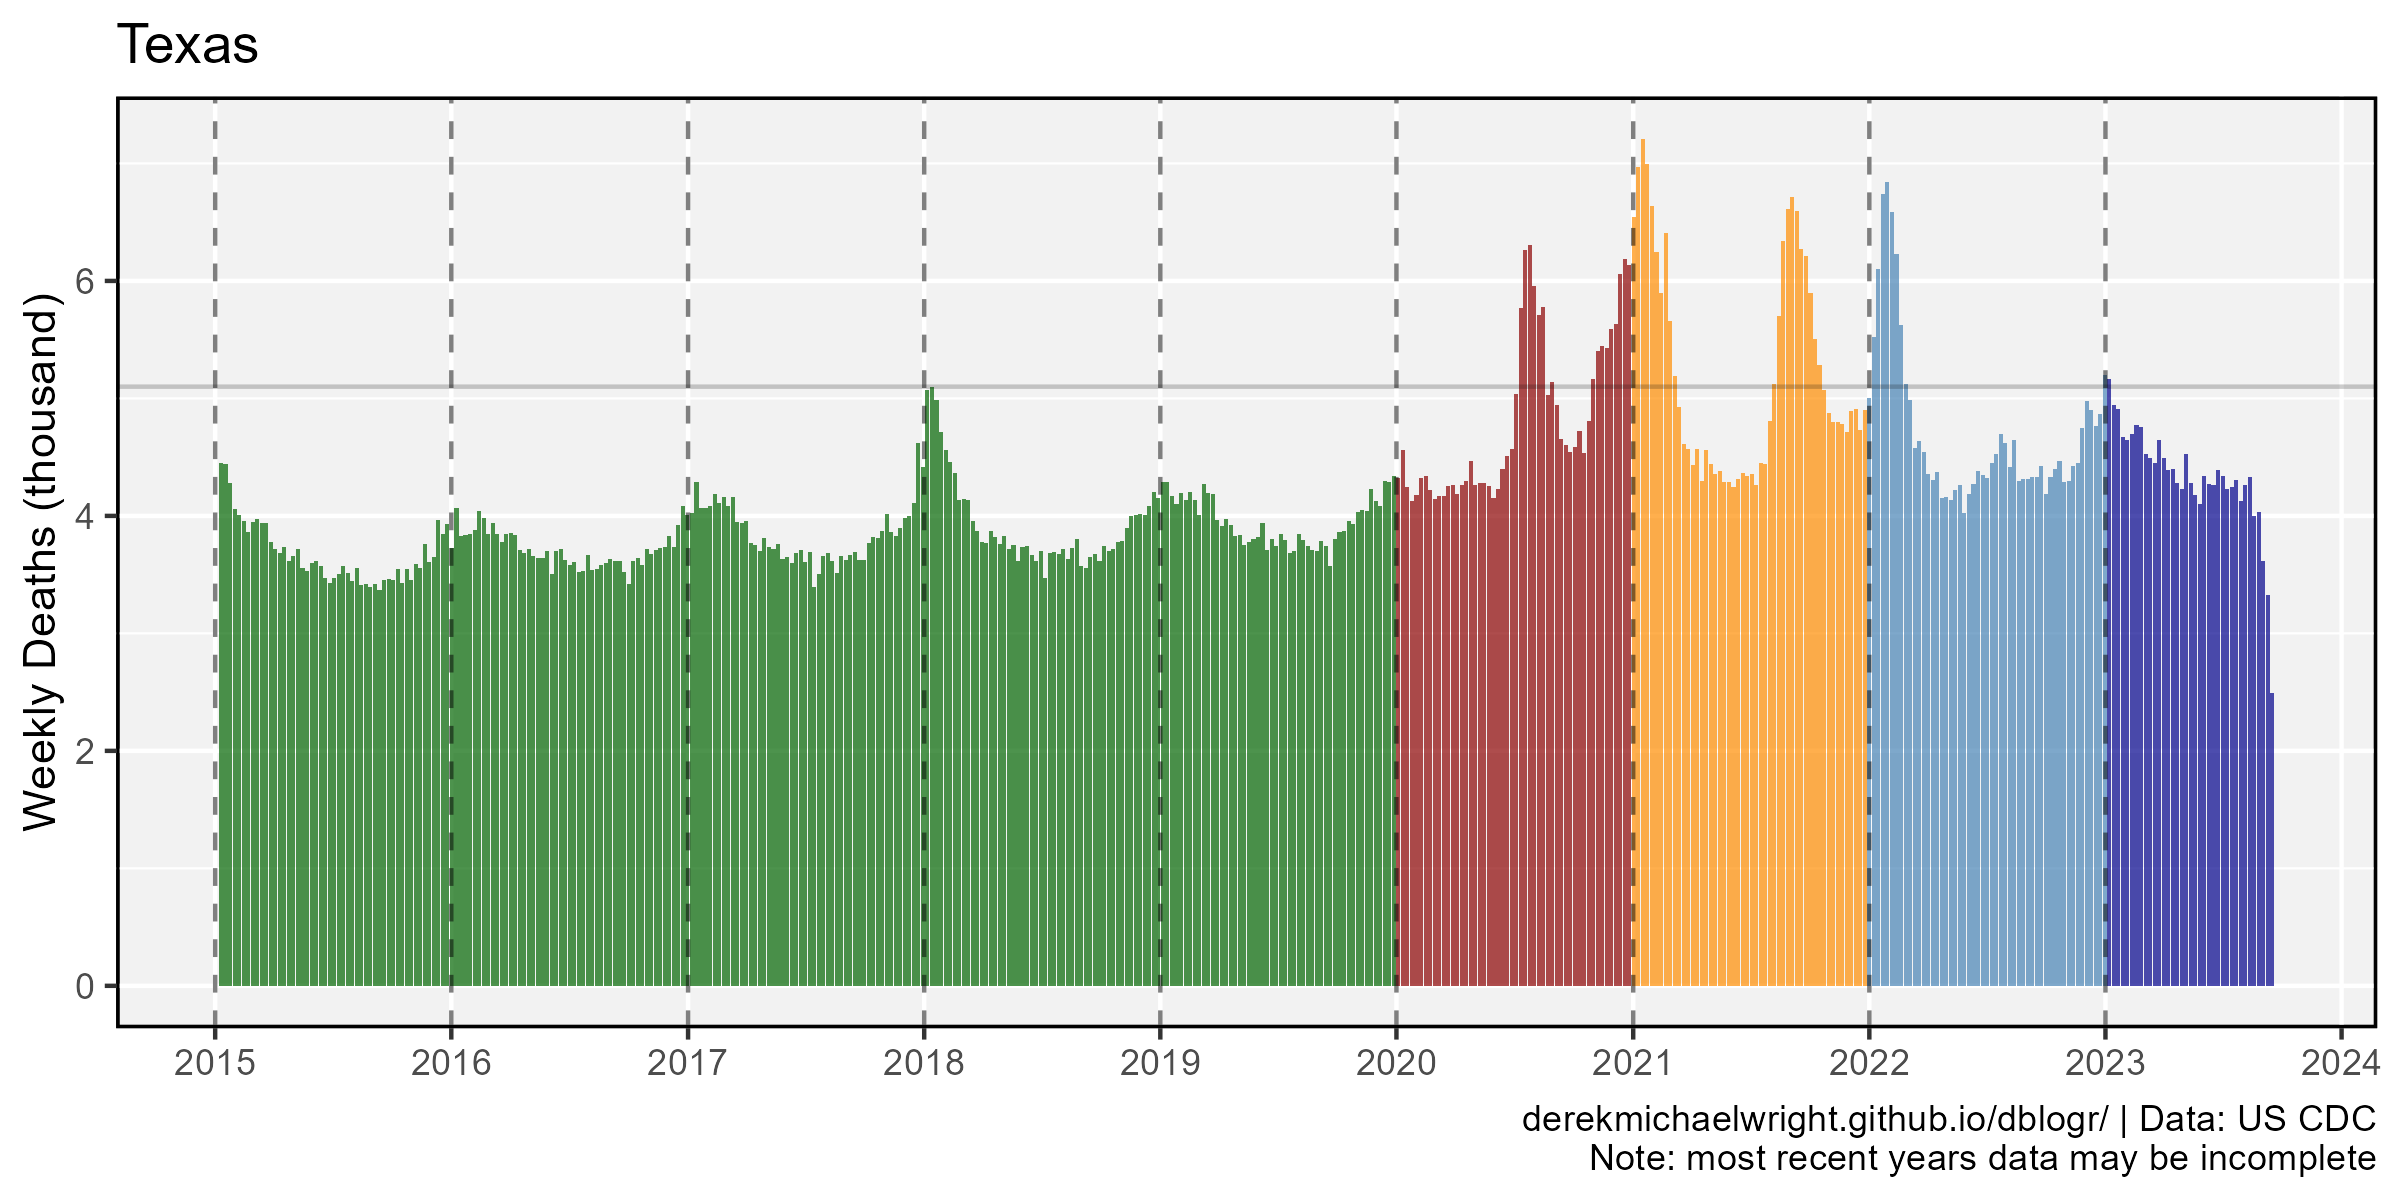 Texas
Weekly Deaths (thousand)
6
4
2
0
2015 2016 2017 2018 2019 2020 2021 2022 2023 2024
derekmichaelwright.github.io/dblogr/ | Data: US CDC
Note: most recent years data may be incomplete